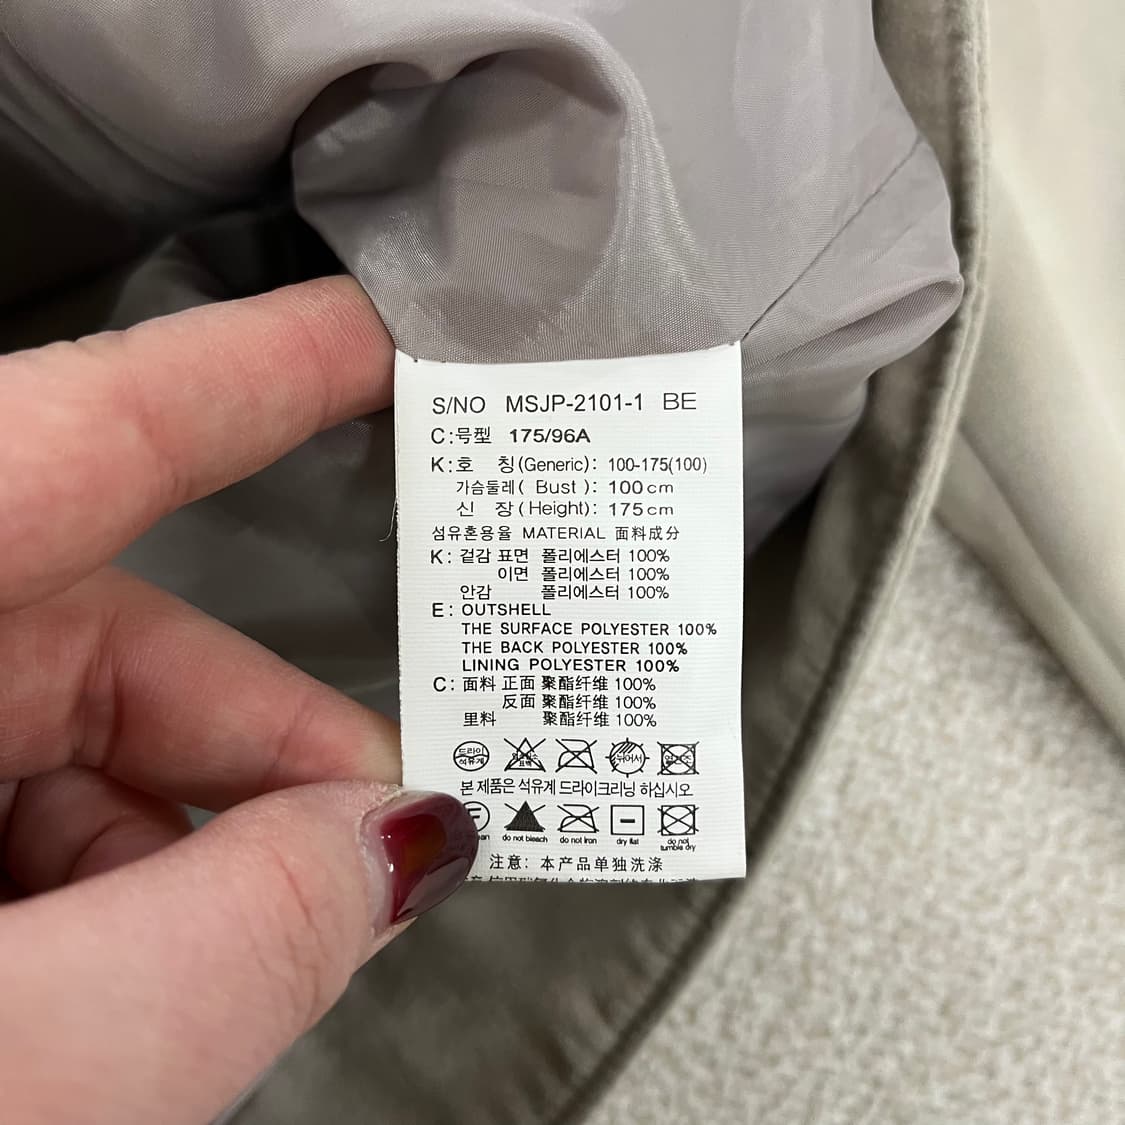 S/NO MSJP-2101-1 BE
C:号型 175/96A
K:호 칭(Generic): 100-175(100)
가슴둘레( Bust ): 100cm
신 장(Height): 175cm
섬유혼용율 MATERIAL 面料成分
K: 겉감 표면 폴리에스터 100%
이면 폴리에스터 100%
안감 폴리에스터 100%
E: OUTSHELL
THE SURFACE POLYESTER 100%
THE BACK POLYESTER 100%
LINING POLYESTER 100%
C: 面料 正面 聚酯纤维 100%
反面 聚酯纤维 100%
里料 聚酯纤维 100%
드라이 석유계
본 제품은 석유계 드라이크리닝 하십시오
do not bleach do not iron dry flat do not tumble dry
注意: 本产品单独洗涤